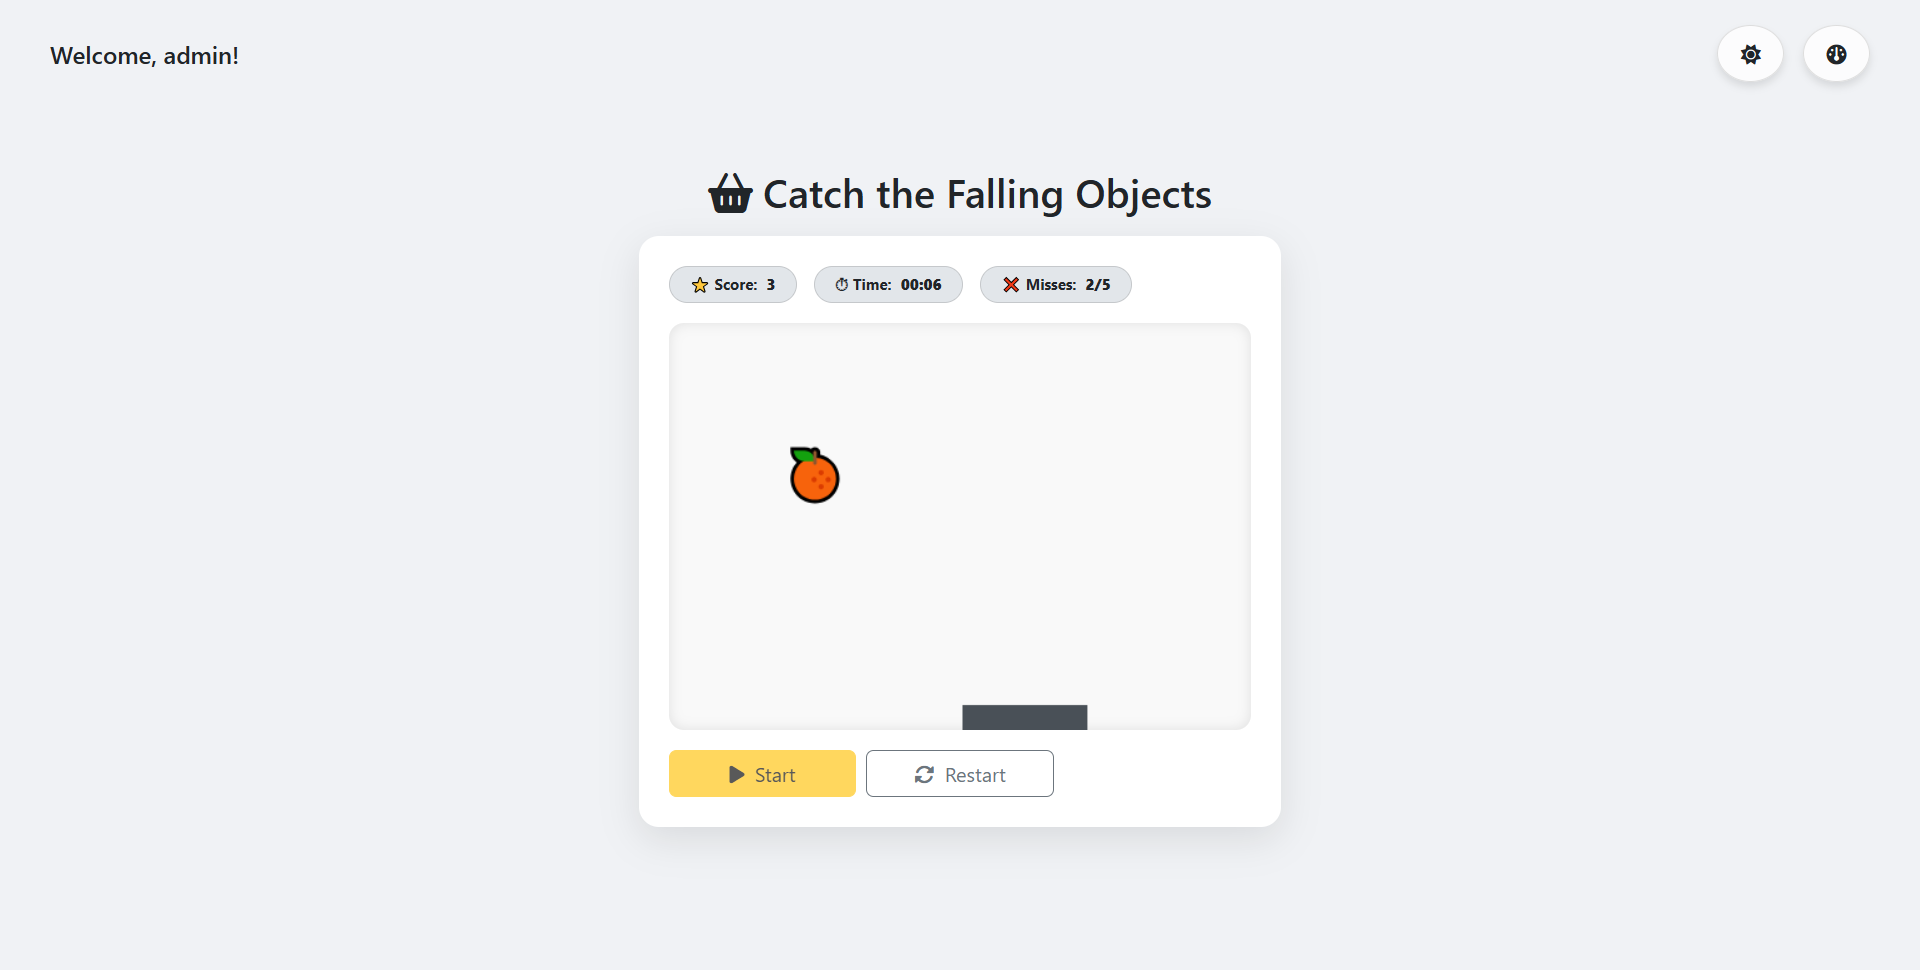 Welcome, admin!
Catch the Falling Objects
Score: 3 Time: 00:06 Misses: 2/5
Start Restart